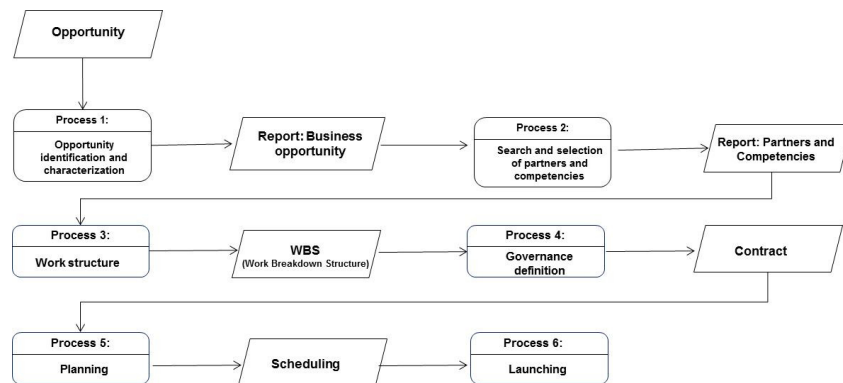 Opportunity
Process 1:
Opportunity
identification and
characterization
Report: Business
opportunity
Process 2:
Search and selection
of partners and
competencies
Report: Partners and
Competencies
Process 3:
Work structure
WBS
(Work Breakdown Structure)
Process 4:
Governance
definition
Contract
Process 5:
Planning
Scheduling
Process 6:
Launching